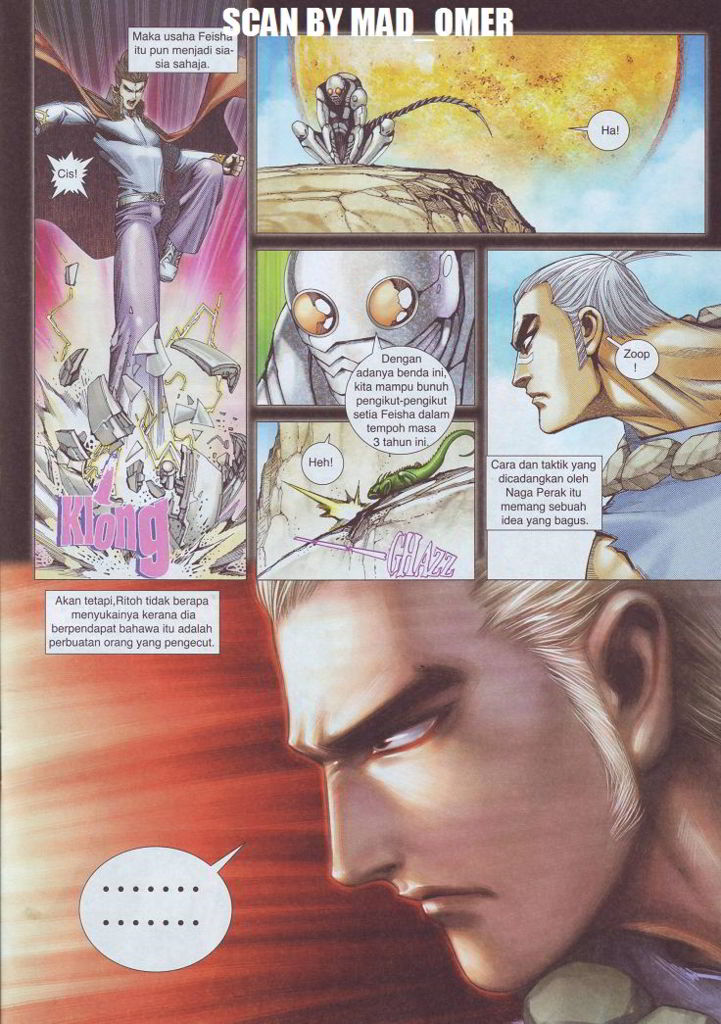 SCAN BY MAD_OMER
Maka usaha Feisha
itu pun menjadi sia-
sia sahaja.
Cis!
Klong
Ha!
Dengan
adanya benda ini,
kita mampu bunuh
pengikut-pengikut
setia Feisha dalam
tempoh masa
3 tahun ini.
Heh!
GHAZZ
Zoop
!
Cara dan taktik yang
dicadangkan oleh
Naga Perak itu
memang sebuah
idea yang bagus.
Akan tetapi,Ritoh tidak berapa
menyukainya kerana dia
berpendapat bahawa itu adalah
perbuatan orang yang pengecut.
.......
.......